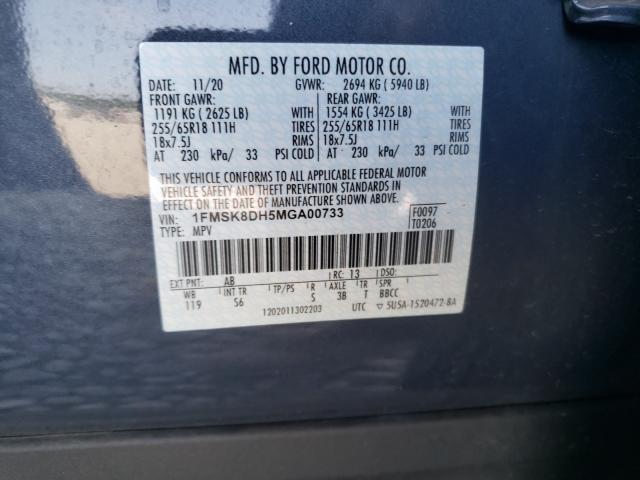 MFD. BY FORD MOTOR CO.
DATE: 11/20 GVWR: 2694 KG ( 5940 LB)
FRONT GAWR: REAR GAWR:
1191 KG ( 2625 LB) WITH 1554 KG ( 3425 LB) WITH
255/65R18 111H TIRES 255/65R18 111H TIRES
18x7.5J RIMS 18x7.5J RIMS
AT 230 kPa/ 33 PSI COLD AT 230 kPa/ 33 PSI COLD
THIS VEHICLE CONFORMS TO ALL APPLICABLE FEDERAL MOTOR
VEHICLE SAFETY AND THEFT PREVENTION STANDARDS IN
EFFECT ON THE DATE OF MANUFACTURE SHOWN ABOVE.
VIN: 1FMSK8DH5MGA00733 F0097
TYPE: MPV T0206
EXT PNT: AB RC: 13 DSO:
WB INT TR TP/PS R AXLE TR SPR
119 S6 S 3B T BBCC
1202011302203 UTC ▽ 5U5A-1520472-BA